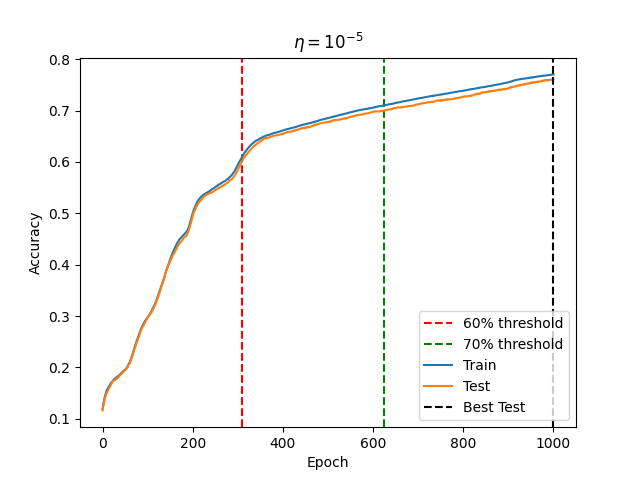 η = 10⁻⁵
0.8
0.7
0.6
0.5
0.4
0.3
0.2
0.1
Accuracy
60% threshold
70% threshold
Train
Test
Best Test
0 200 400 600 800 1000
Epoch